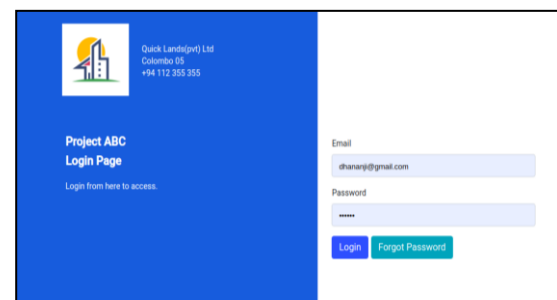 Quick Lands(pvt) Ltd
Colombo 05
+94 112 355 355
Project ABC
Login Page
Login from here to access.
Email
dhananji@gmail.com
Password
••••••
Login
Forgot Password